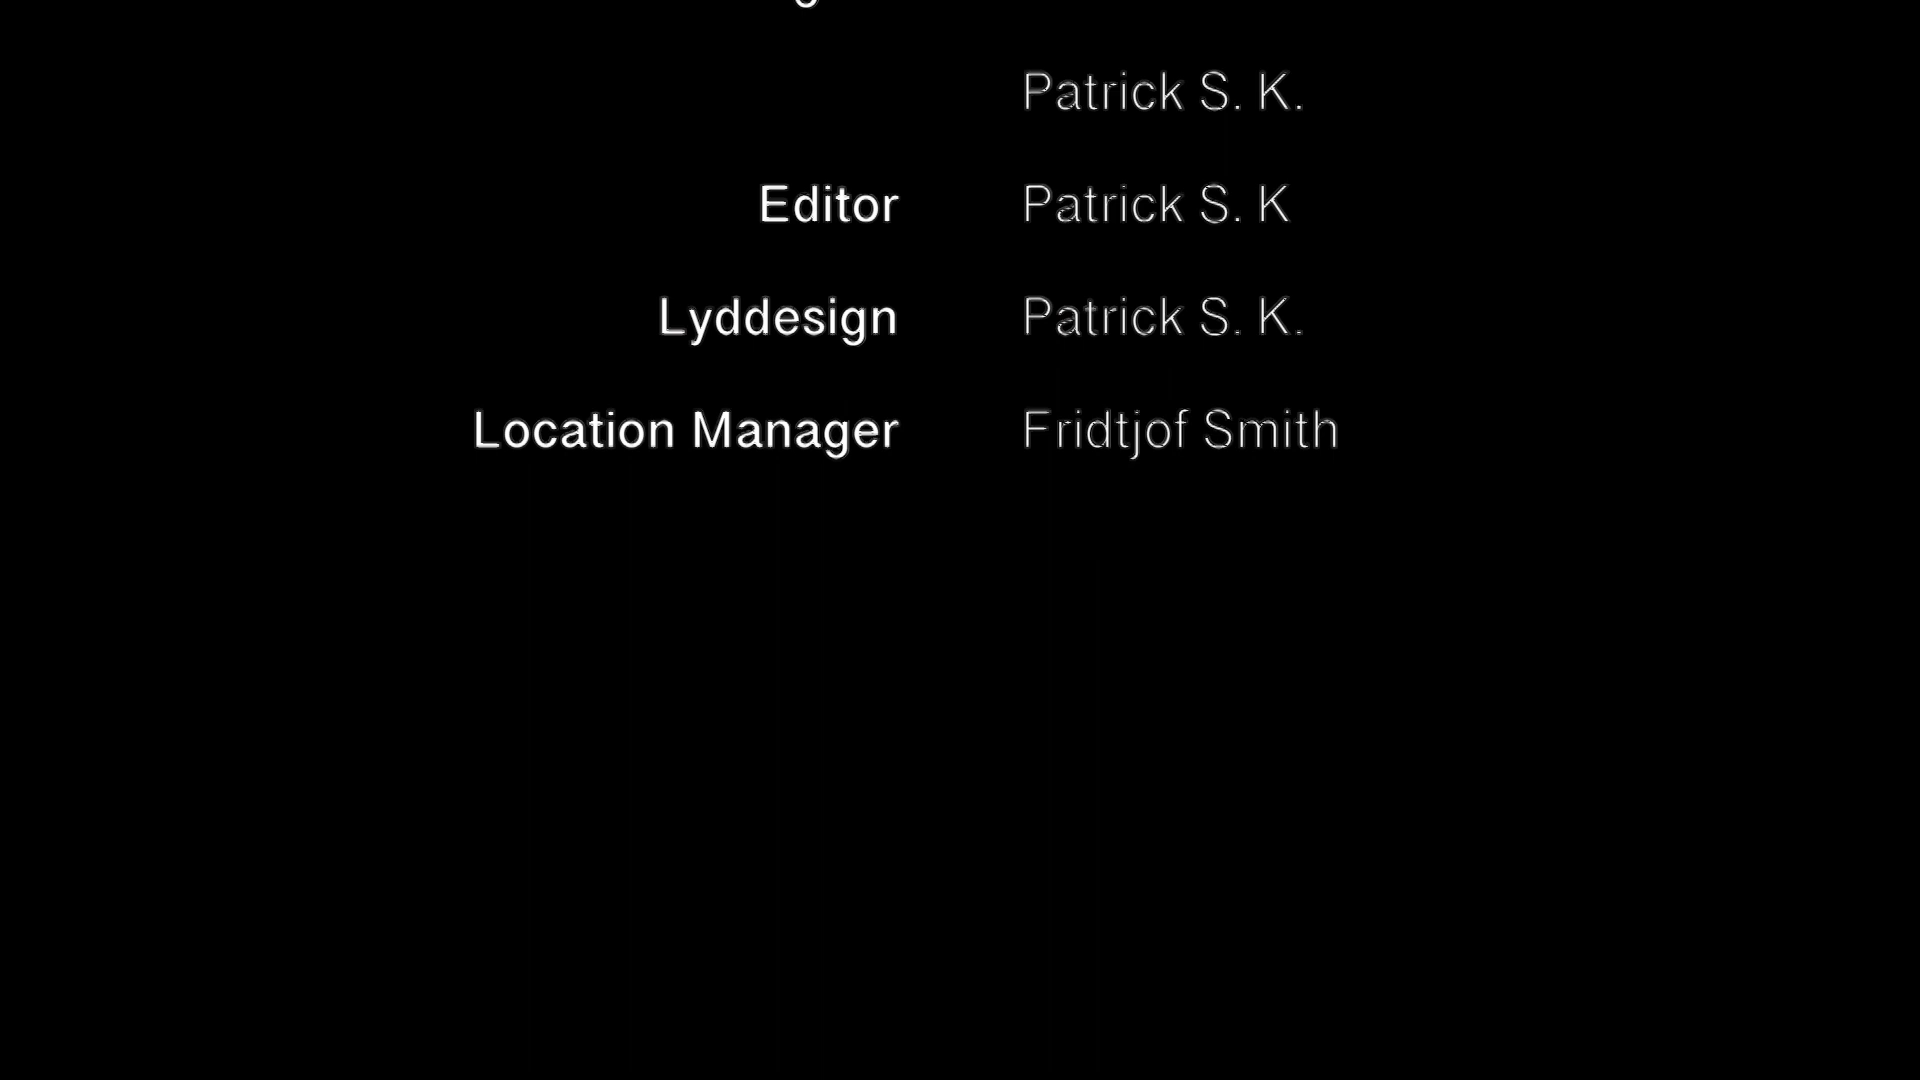 Patrick S. K.
Editor Patrick S. K
Lyddesign Patrick S. K.
Location Manager Fridtjof Smith